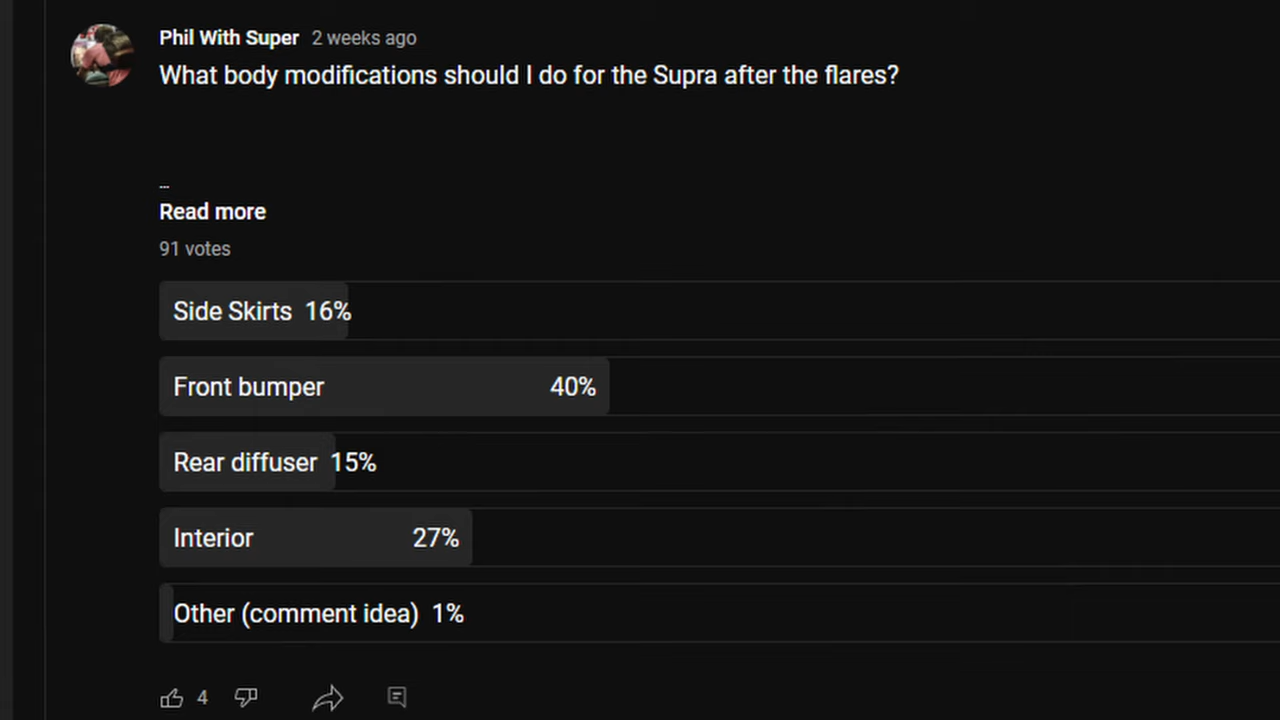 Phil With Super 2 weeks ago
What body modifications should I do for the Supra after the flares?
...
Read more
91 votes
Side Skirts 16%
Front bumper 40%
Rear diffuser 15%
Interior 27%
Other (comment idea) 1%
4